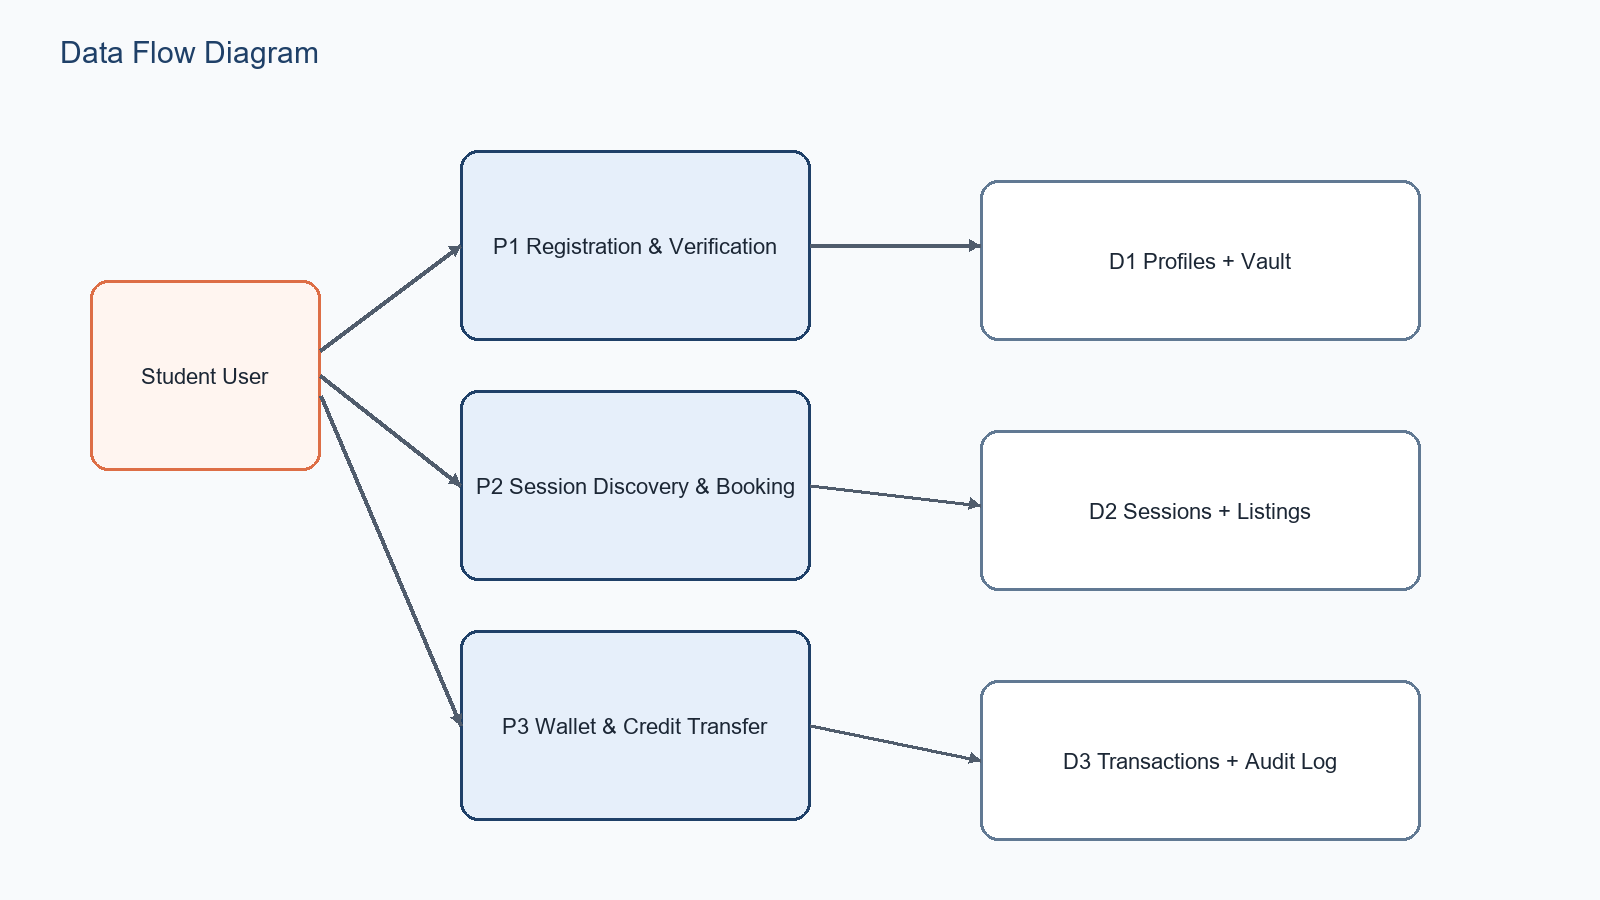 Data Flow Diagram
Student User
P1 Registration & Verification
P2 Session Discovery & Booking
P3 Wallet & Credit Transfer
D1 Profiles + Vault
D2 Sessions + Listings
D3 Transactions + Audit Log